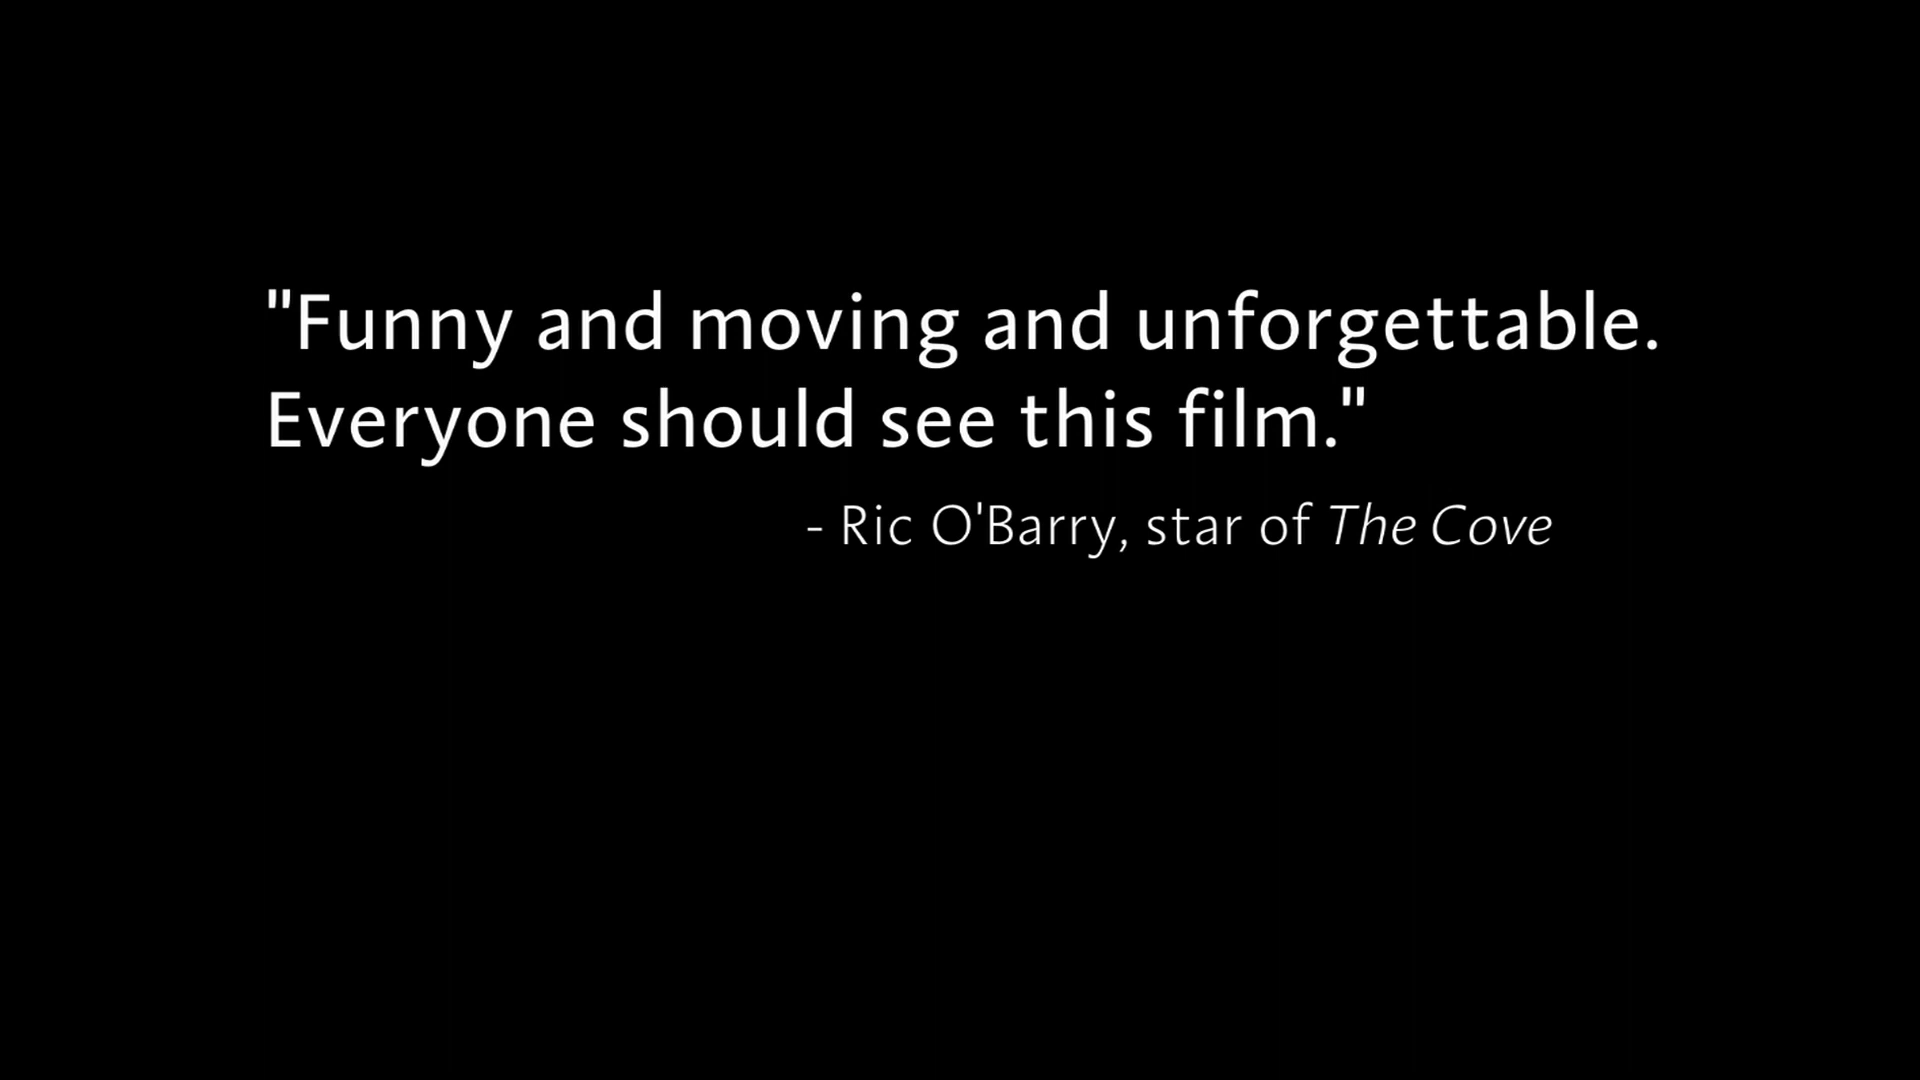 "Funny and moving and unforgettable.
Everyone should see this film."
- Ric O'Barry, star of The Cove